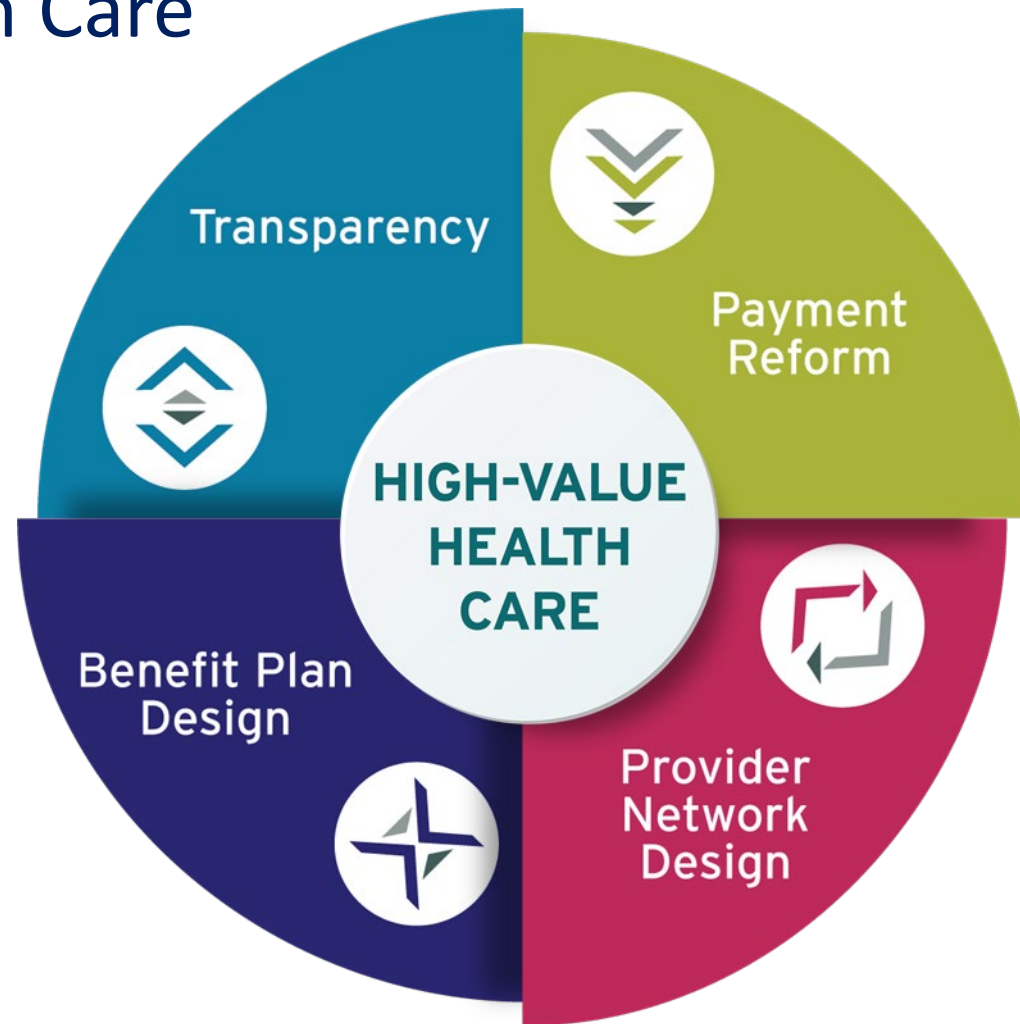 Care
Transparency
Payment
Reform
HIGH-VALUE
HEALTH
CARE
Benefit Plan
Design
Provider
Network
Design